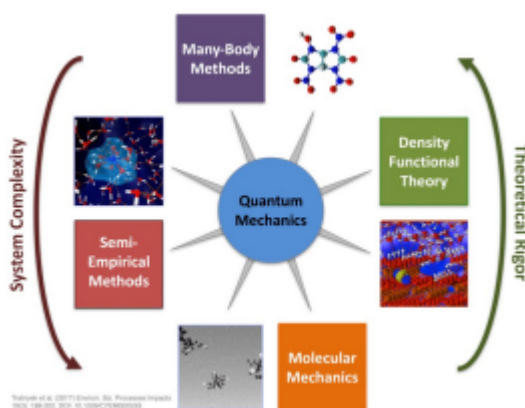 Many-Body
Methods
System Complexity
Theoretical Rigor
Density
Functional
Theory
Quantum
Mechanics
Semi-
Empirical
Methods
Molecular
Mechanics